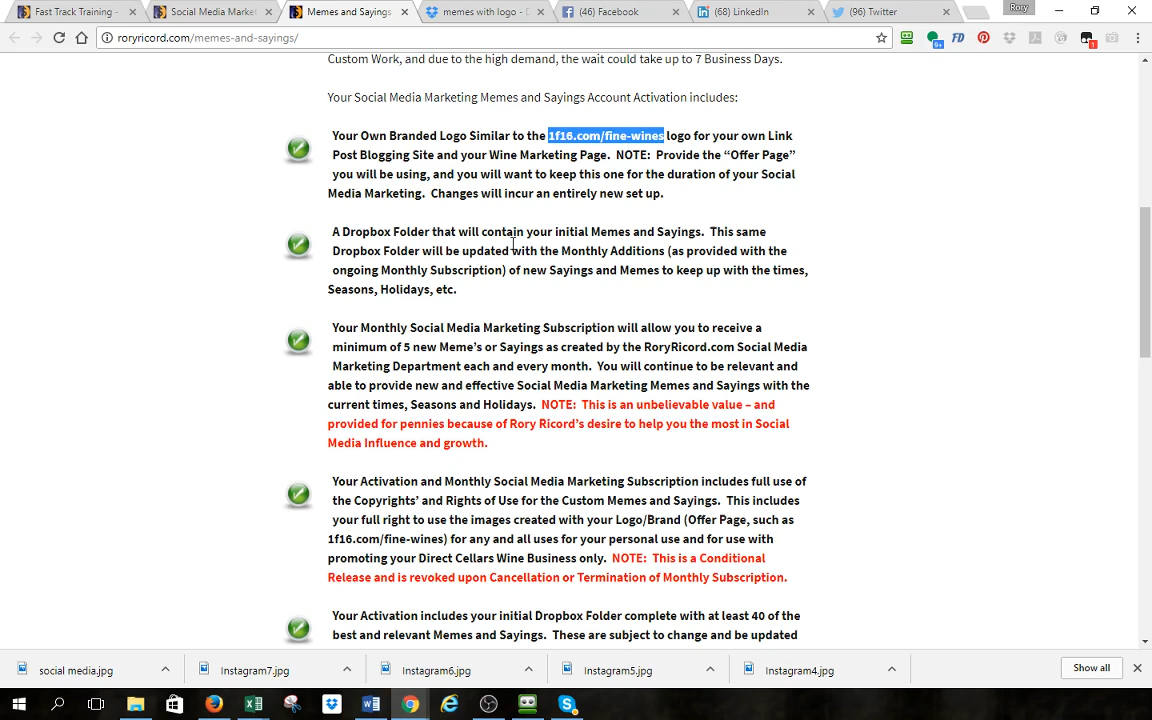 Fast Track Training -
Social Media Marke
Memes and Sayings
memes with logo - D
(46) Facebook
(68) LinkedIn
(96) Twitter
Rory
roryricord.com/memes-and-sayings/
Custom Work, and due to the high demand, the wait could take up to 7 Business Days.
Your Social Media Marketing Memes and Sayings Account Activation includes:
Your Own Branded Logo Similar to the 1f16.com/fine-wines logo for your own Link
Post Blogging Site and your Wine Marketing Page. NOTE: Provide the “Offer Page”
you will be using, and you will want to keep this one for the duration of your Social
Media Marketing. Changes will incur an entirely new set up.
A Dropbox Folder that will contain your initial Memes and Sayings. This same
Dropbox Folder will be updated with the Monthly Additions (as provided with the
ongoing Monthly Subscription) of new Sayings and Memes to keep up with the times,
Seasons, Holidays, etc.
Your Monthly Social Media Marketing Subscription will allow you to receive a
minimum of 5 new Meme’s or Sayings as created by the RoryRicord.com Social Media
Marketing Department each and every month. You will continue to be relevant and
able to provide new and effective Social Media Marketing Memes and Sayings with the
current times, Seasons and Holidays. NOTE: This is an unbelievable value – and
provided for pennies because of Rory Ricord’s desire to help you the most in Social
Media Influence and growth.
Your Activation and Monthly Social Media Marketing Subscription includes full use of
the Copyrights’ and Rights of Use for the Custom Memes and Sayings. This includes
your full right to use the images created with your Logo/Brand (Offer Page, such as
1f16.com/fine-wines) for any and all uses for your personal use and for use with
promoting your Direct Cellars Wine Business only. NOTE: This is a Conditional
Release and is revoked upon Cancellation or Termination of Monthly Subscription.
Your Activation includes your initial Dropbox Folder complete with at least 40 of the
best and relevant Memes and Sayings. These are subject to change and be updated
social media.jpg
Instagram7.jpg
Instagram6.jpg
Instagram5.jpg
Instagram4.jpg
Show all